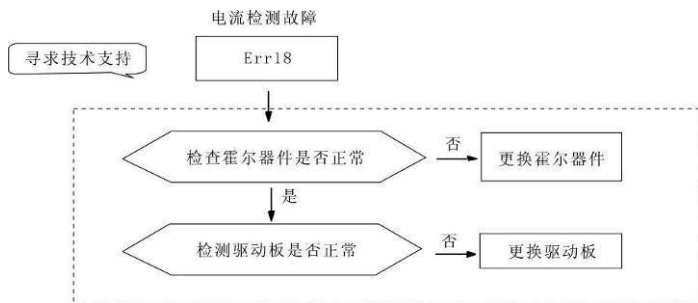 电流检测故障
寻求技术支持
Err18
检查霍尔器件是否正常
否
更换霍尔器件
是
检测驱动板是否正常
否
更换驱动板